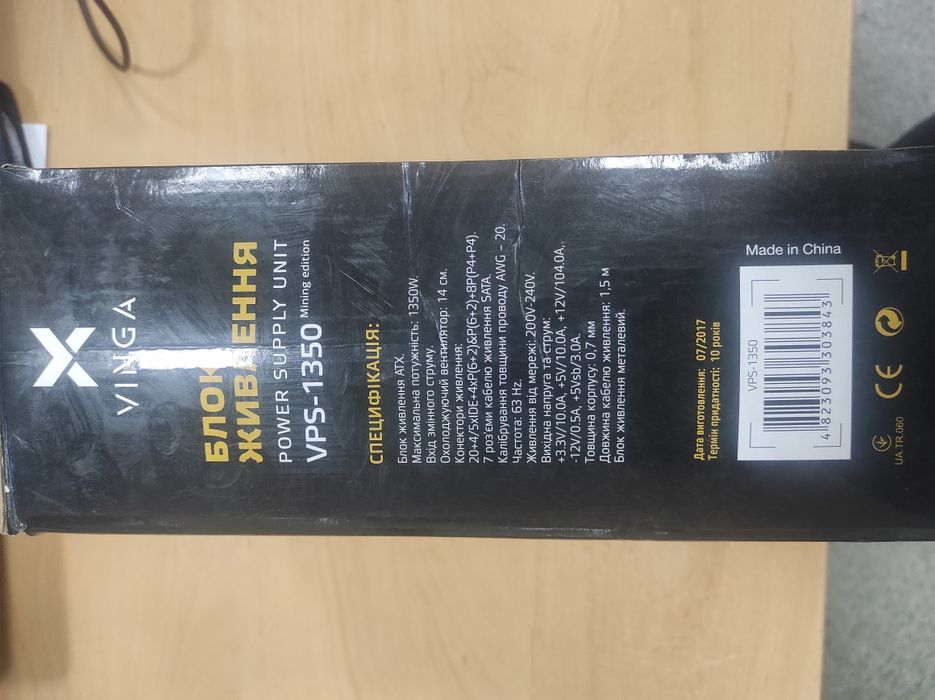 VINGA
БЛОК
ЖИВЛЕННЯ
POWER SUPPLY UNIT
VPS-1350 Mining edition
СПЕЦИФІКАЦІЯ:
Блок живлення ATX.
Максимальна потужність: 1350W.
Вхід змінного струму.
Охолоджуючий вентилятор: 14 см.
Конектори живлення:
20+4/5xIDE+4xP(6+2)&P(6+2)+8P(P4+P4).
7 роз'єми кабелю живлення SATA.
Калібрування товщини проводу AWG – 20.
Частота: 63 Hz.
Живлення від мережі: 200V-240V.
Вихідна напруга та струм:
+3.3V/10.0A, +5V/10.0A, +12V/104.0A,
-12V/0.5A, +5VSb/3.0A.
Товщина корпусу: 0,7 мм
Довжина кабелю живлення: 1,5 м
Блок живлення металевий.
Дата виготовлення: 07/2017
Термін придатності: 10 років
Made in China
VPS-1350
4823093303843
CE
UA.TR.060